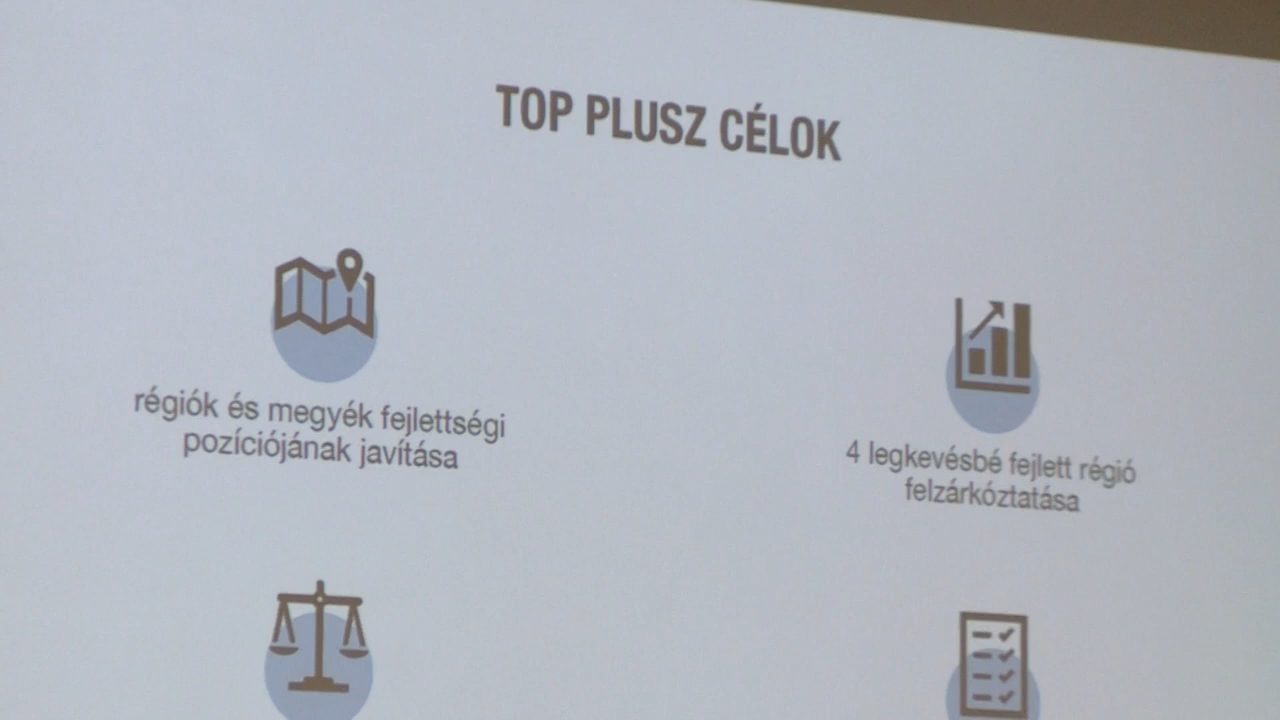 TOP PLUSZ CÉLOK
régiók és megyék fejlettségi
pozíciójának javítása
4 legkevésbé fejlett régió
felzárkóztatása